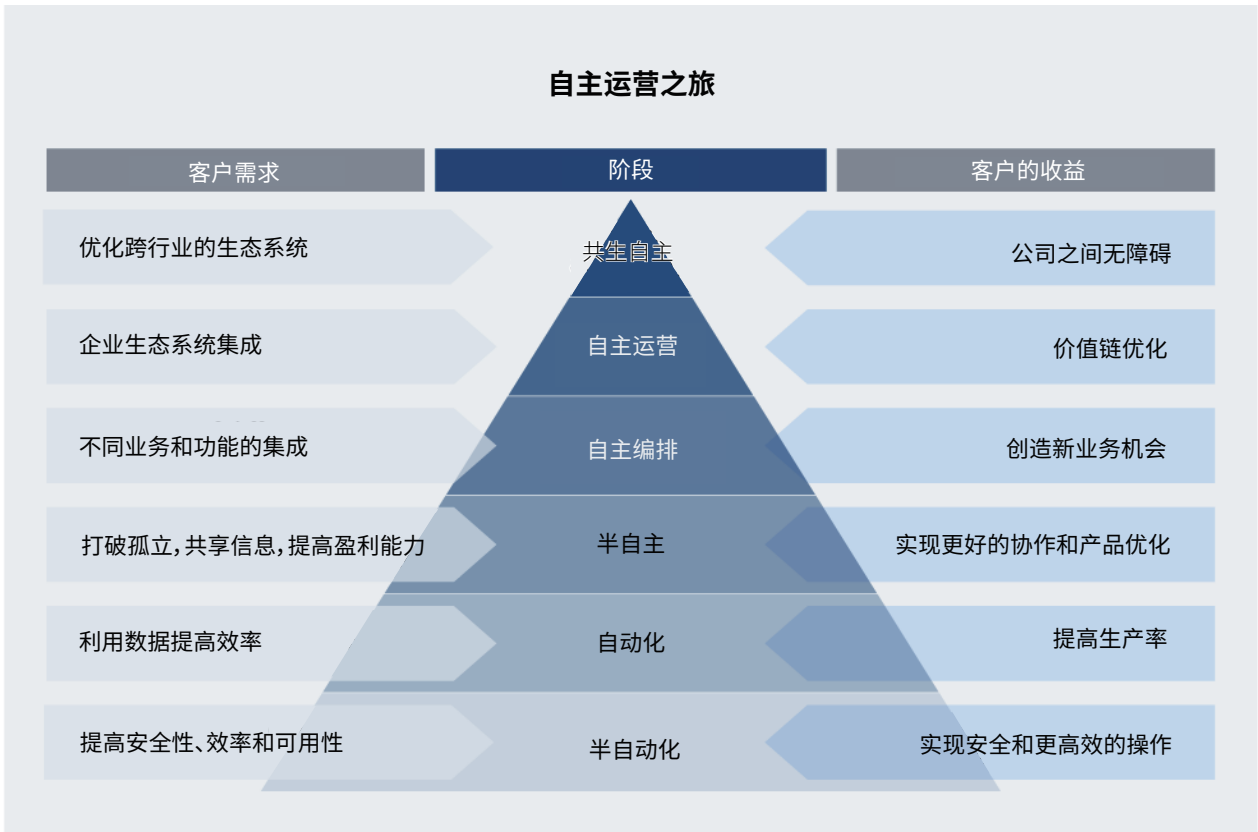 自主运营之旅
客户需求
阶段
客户的收益
优化跨行业的生态系统
共生自主
公司之间无障碍
企业生态系统集成
自主运营
价值链优化
不同业务和功能的集成
自主编排
创造新业务机会
打破孤立，共享信息，提高盈利能力
半自主
实现更好的协作和产品优化
利用数据提高效率
自动化
提高生产率
提高安全性、效率和可用性
半自动化
实现安全和更高效的操作